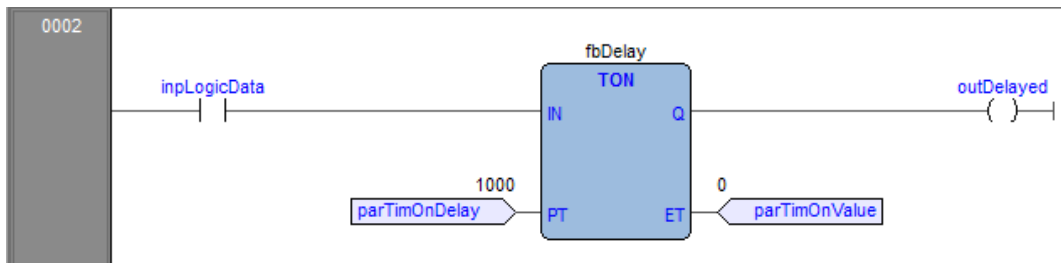 0002
fbDelay
TON
inpLogicData
outDelayed
IN
Q
1000
0
parTimOnDelay
PT
ET
parTimOnValue